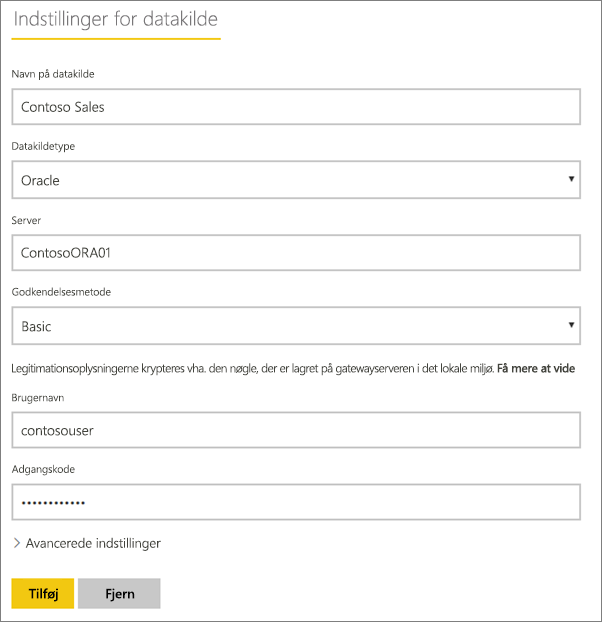 Indstillinger for datakilde
Navn på datakilde
Contoso Sales
Datakildetype
Oracle
Server
ContosoORA01
Godkendelsesmetode
Basic
Legitimationsoplysningerne krypteres vha. den nøgle, der er lagret på gatewayserveren i det lokale miljø. Få mere at vide
Brugernavn
contosouser
Adgangskode
••••••••••••
Avancerede indstillinger
Tilføj Fjern